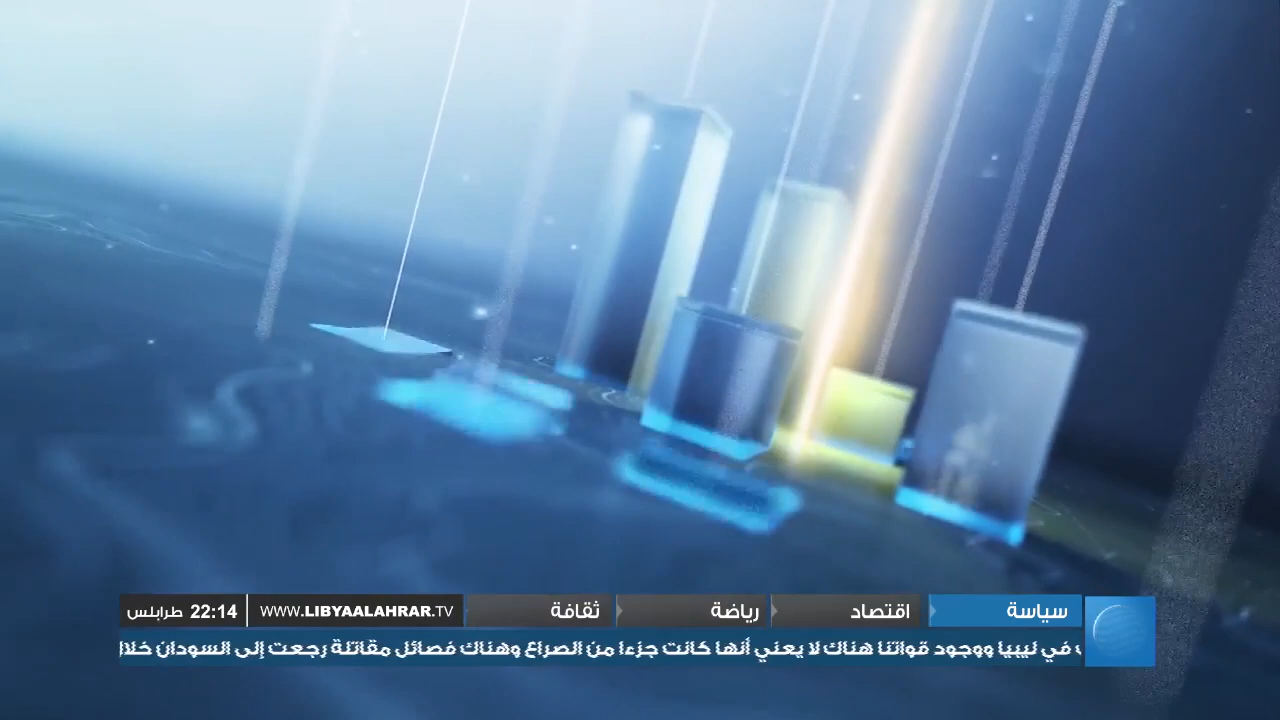 سياسة اقتصاد رياضة ثقافة WWW.LIBYAALAHRAR.TV 22:14 طرابلس
في ليبيا ووجود قواتنا هناك لا يعني أنها كانت جزءا من الصراع وهناك فصائل مقاتلة رجعت إلى السودان